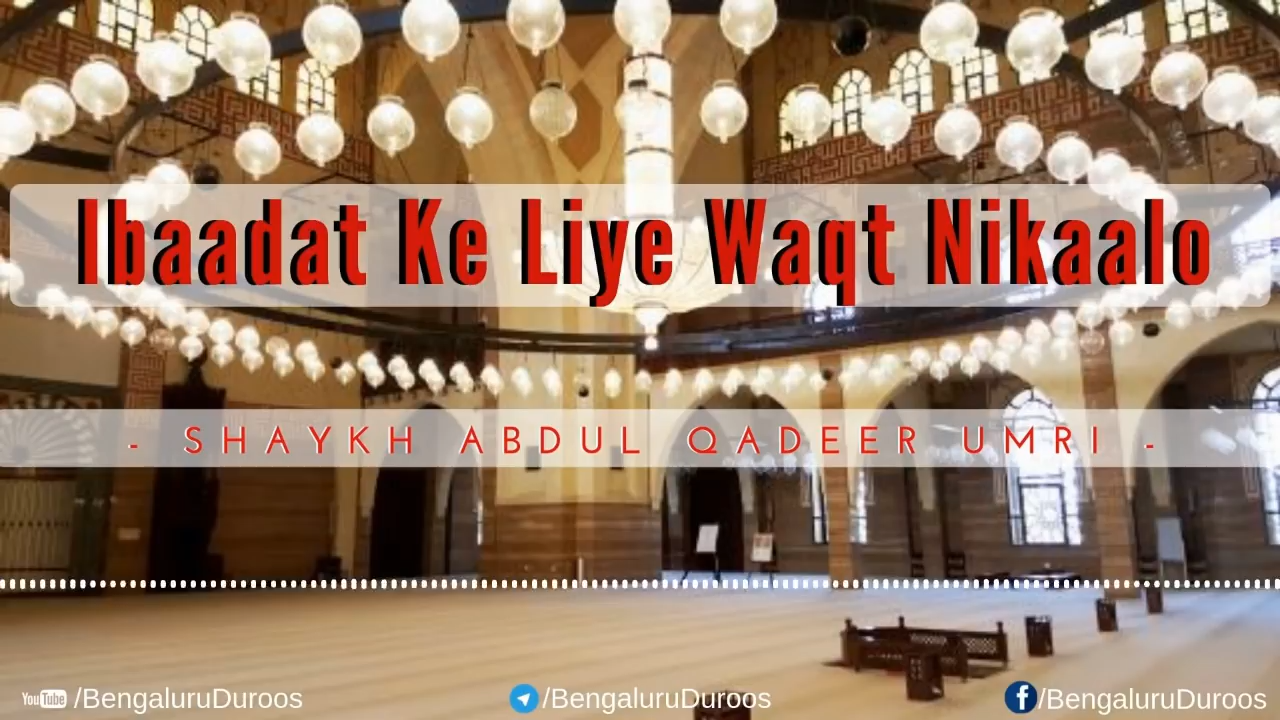 Ibaadat Ke Liye Waqt Nikaalo
- SHAYKH ABDUL QADEER UMRI -
YouTube /BengaluruDuroos
/BengaluruDuroos
f/BengaluruDuroos